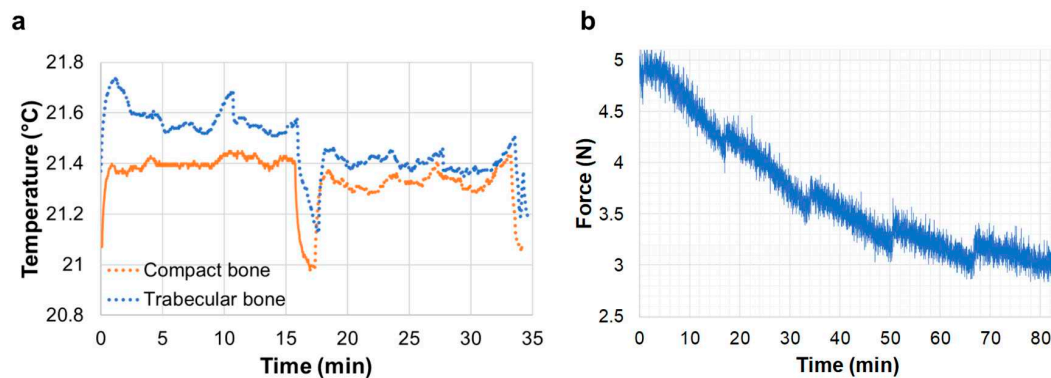 a
21.8
21.6
21.4
21.2
21
20.8
Temperature (°C)
Compact bone
Trabecular bone
0 5 10 15 20 25 30 35
Time (min)
b
5
4.5
4
3.5
3
2.5
Force (N)
0 10 20 30 40 50 60 70 80
Time (min)